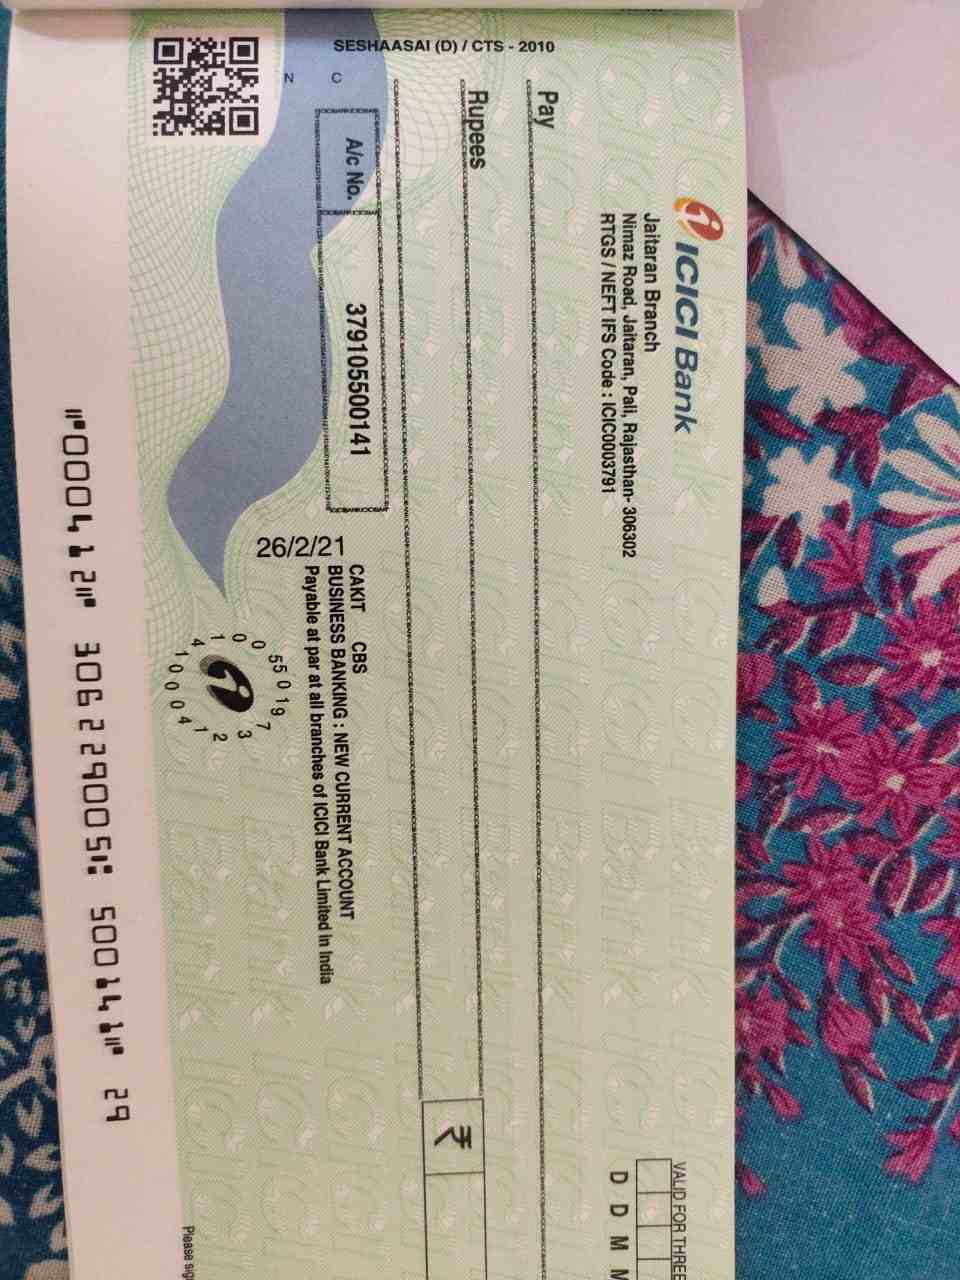 ICICI Bank
Jaitaran Branch
Nimaz Road, Jaitaran, Pali, Rajasthan- 306302
RTGS / NEFT IFS Code : ICIC0003791
VALID FOR THREE
D D M M
Pay
Rupees
₹
A/c No. 379105500141
CAKIT CBS
BUSINESS BANKING : NEW CURRENT ACCOUNT
Payable at par at all branches of ICICI Bank Limited in India
26/2/21
SESHAASAI (D) / CTS - 2010
N C
Please sig
⑈000412⑈ 306229005⑆ 500141⑈ 29